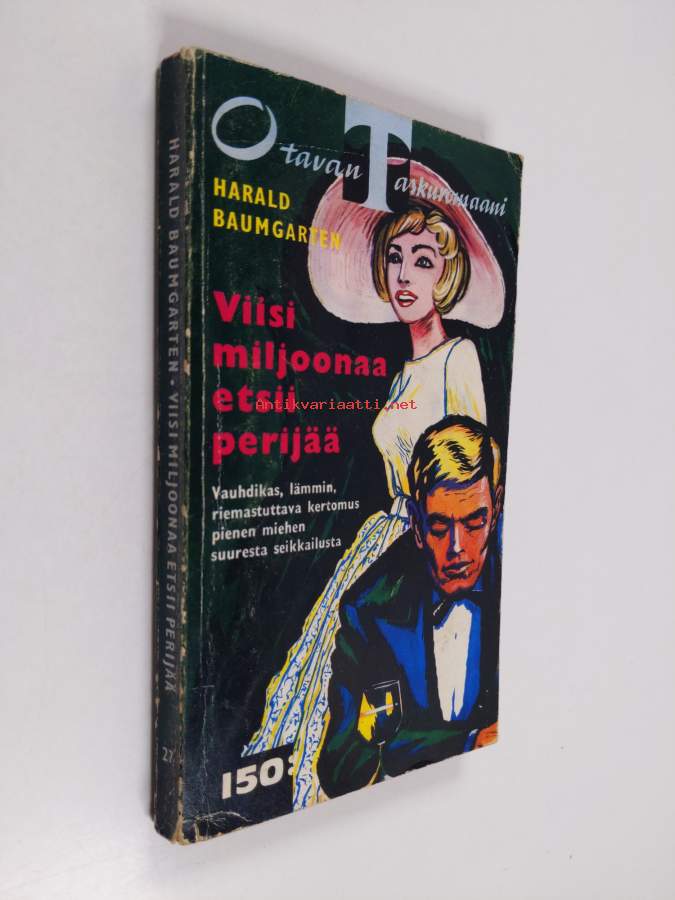 Otavan Taskuromaani
HARALD
BAUMGARTEN
Viisi
miljoonaa
etsii
perijää
Antikvariaatti.net
Vauhdikas, lämmin,
riemastuttava kertomus
pienen miehen
suuresta seikkailusta
150:
HARALD BAUMGARTEN • VIISI MILJOONAA ETSII PERIJÄÄ
27